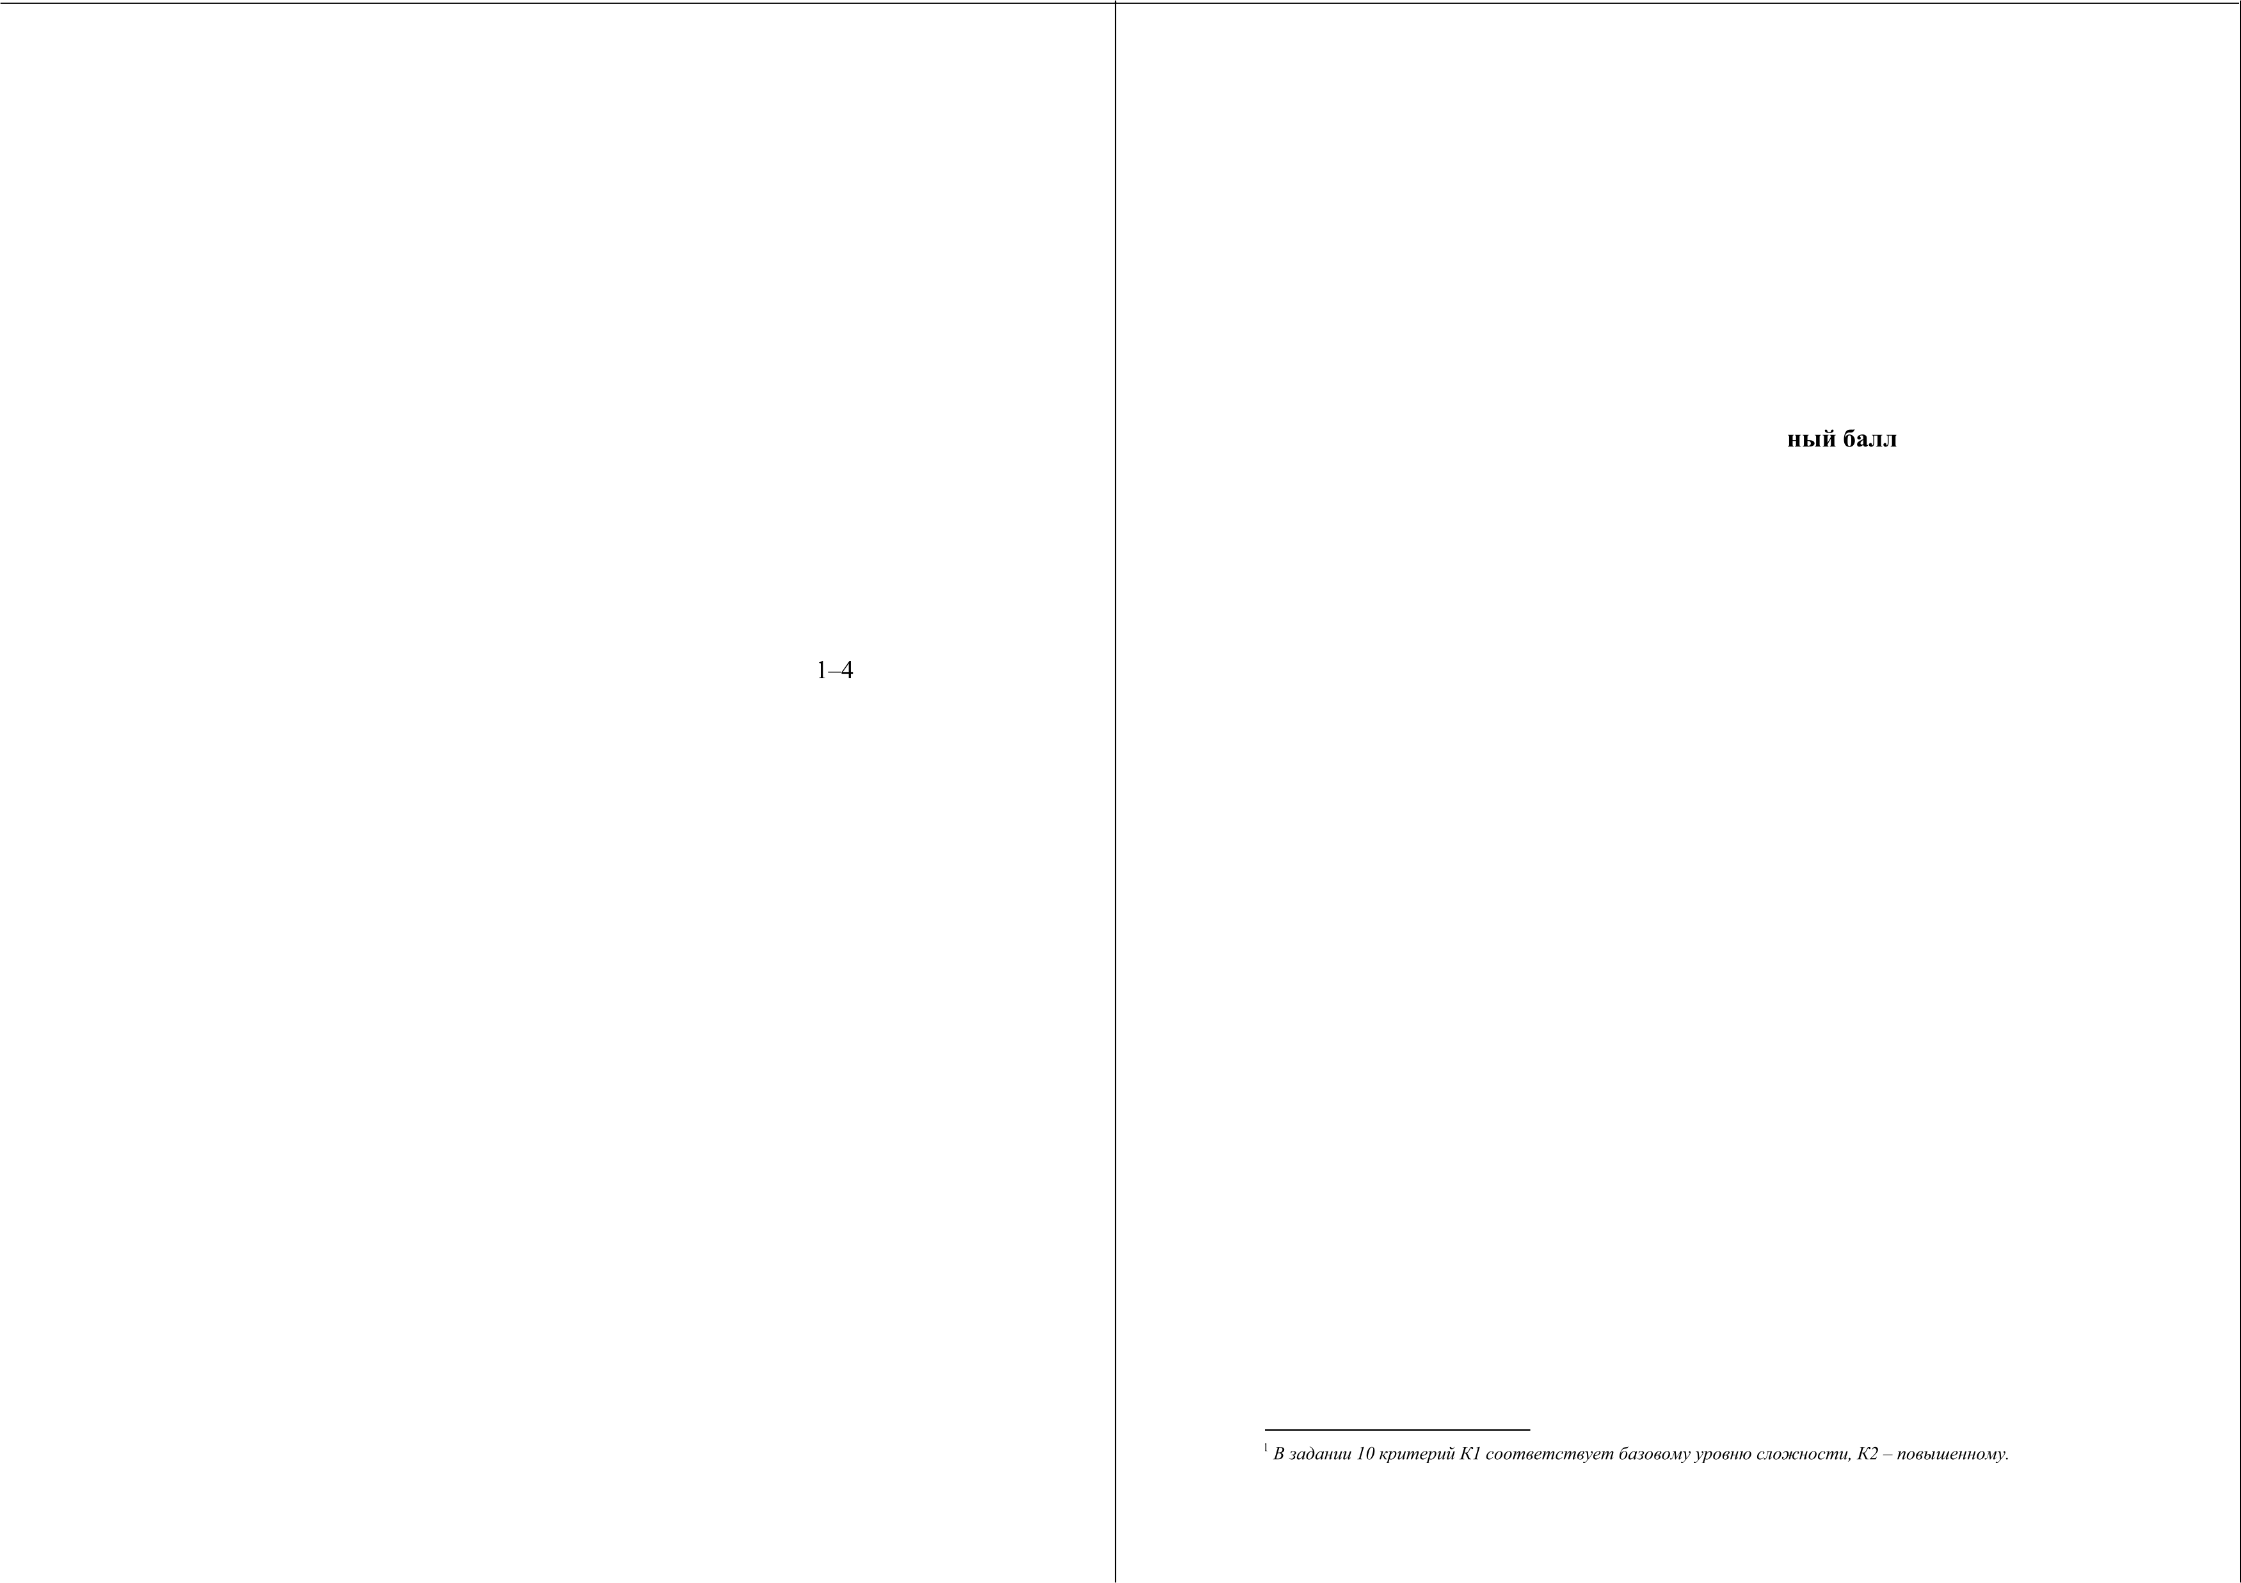 1–4
ный балл
1 В задании 10 критерий К1 соответствует базовому уровню сложности, К2 – повышенному.